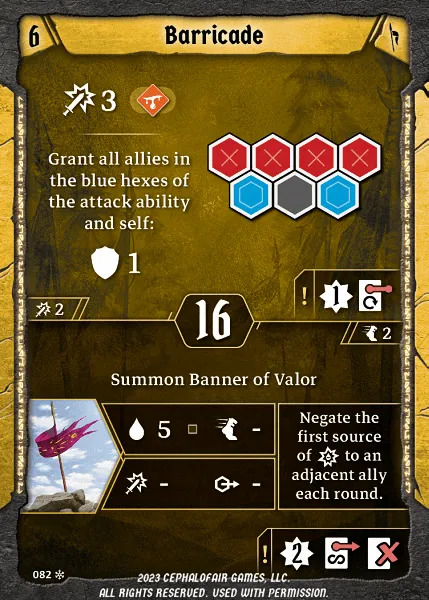 6
Barricade
3
Grant all allies in
the blue hexes of
the attack ability
and self:
1
! 1
2
16
2
Summon Banner of Valor
5 -
- -
Negate the
first source
of to an
adjacent ally
each round.
! 2
082
2023 CEPHALOFAIR GAMES, LLC.
ALL RIGHTS RESERVED. USED WITH PERMISSION.